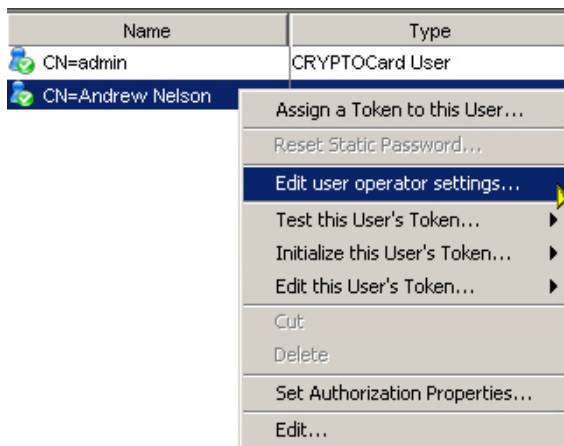 Name Type
CN=admin CRYPTOCard User
CN=Andrew Nelson
Assign a Token to this User...
Reset Static Password...
Edit user operator settings...
Test this User's Token...
Initialize this User's Token...
Edit this User's Token...
Cut
Delete
Set Authorization Properties...
Edit...